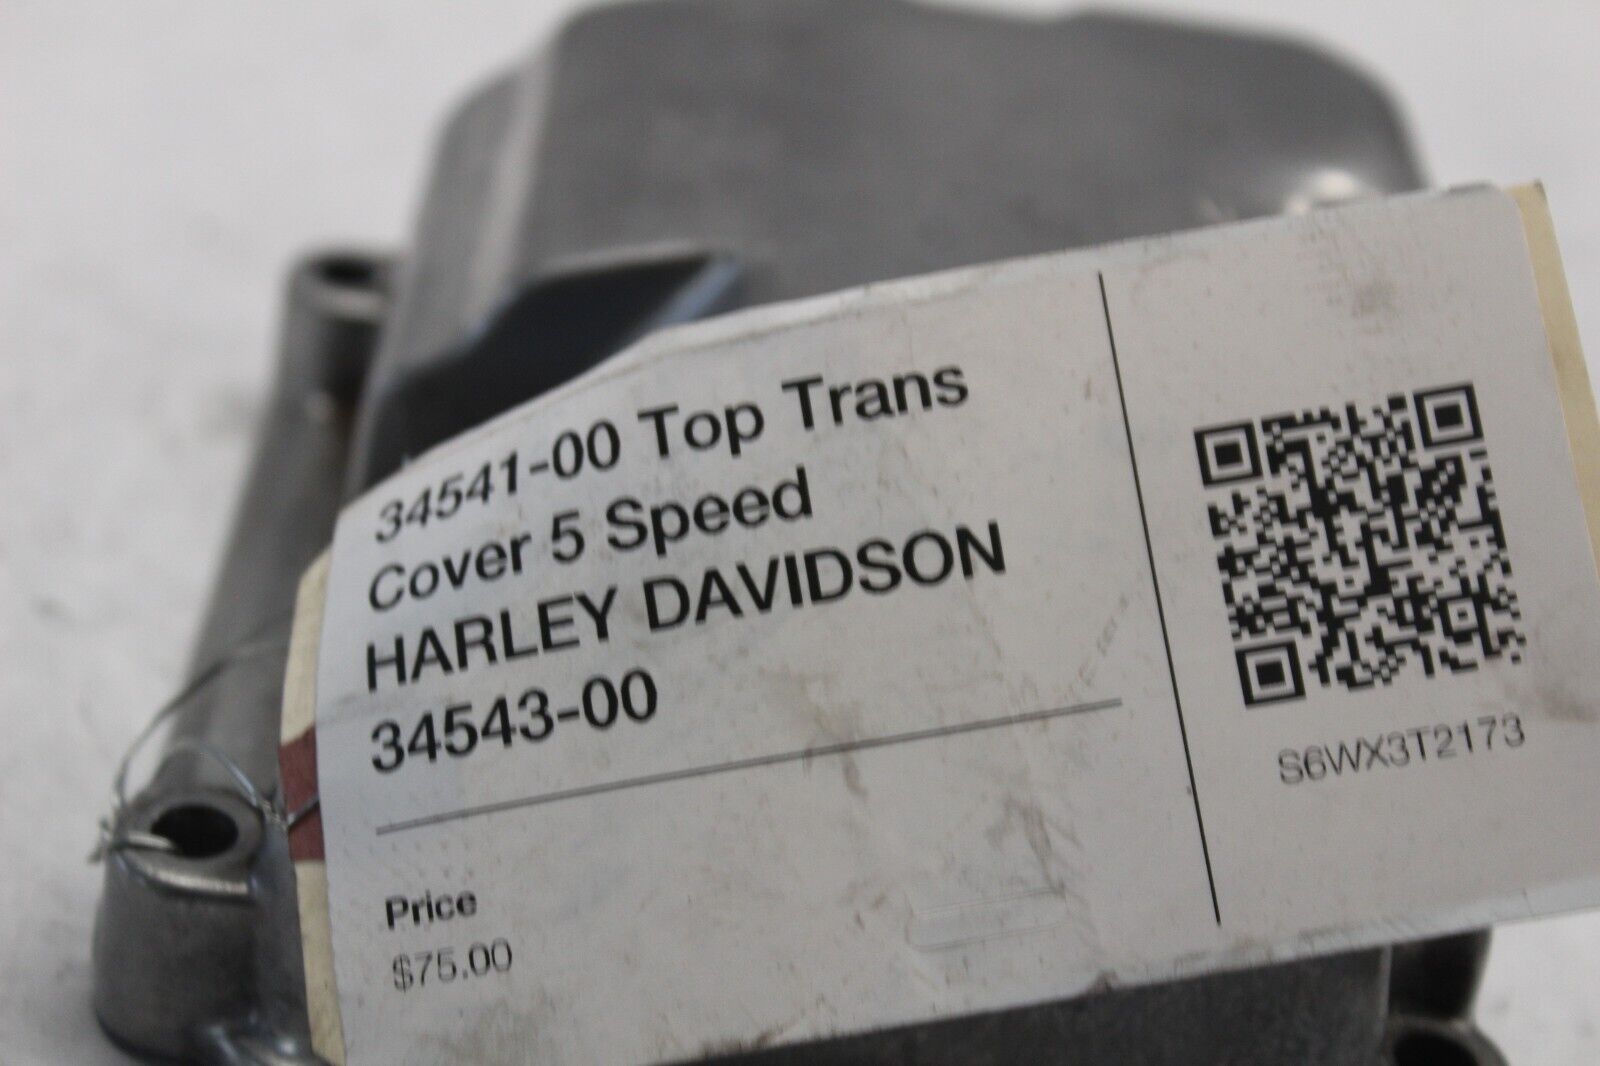 34541-00 Top Trans
Cover 5 Speed
HARLEY DAVIDSON
34543-00
Price
$75.00
S6WX3T2173